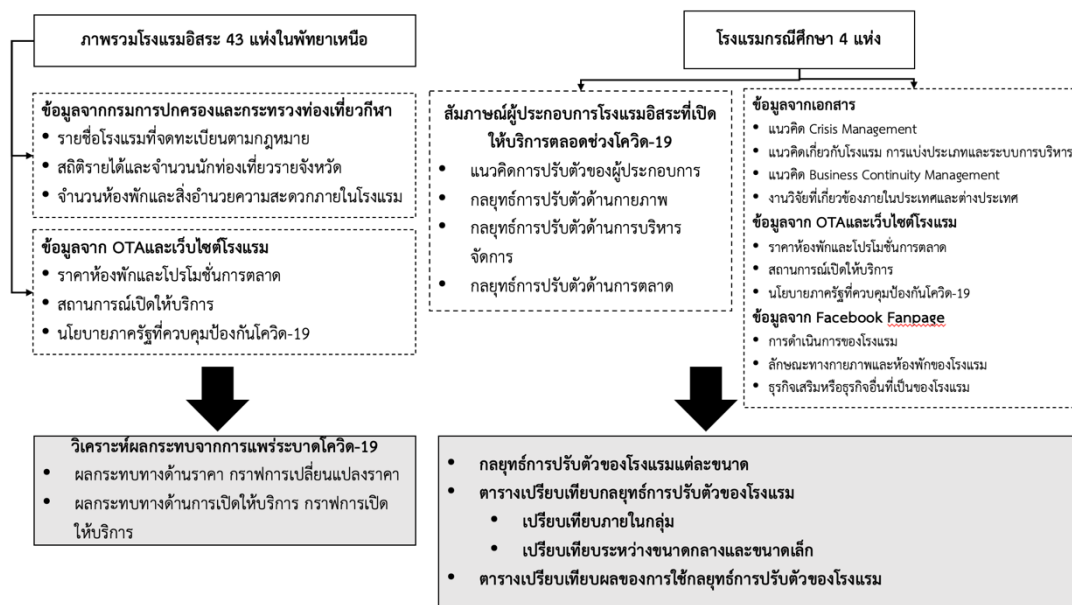 ภาพรวมโรงแรมอิสระ 43 แห่งในพัทยาเหนือ
ข้อมูลจากกรมการปกครองและกระทรวงท่องเที่ยวกีฬา
• รายชื่อโรงแรมที่จดทะเบียนตามกฎหมาย
• สถิติรายได้และจำนวนนักท่องเที่ยวรายจังหวัด
• จำนวนห้องพักและสิ่งอำนวยความสะดวกภายในโรงแรม
ข้อมูลจาก OTAและเว็บไซต์โรงแรม
• ราคาห้องพักและโปรโมชั่นการตลาด
• สถานการณ์เปิดให้บริการ
• นโยบายภาครัฐที่ควบคุมป้องกันโควิด-19
วิเคราะห์ผลกระทบจากการแพร่ระบาดโควิด-19
• ผลกระทบทางด้านราคา กราฟการเปลี่ยนแปลงราคา
• ผลกระทบทางด้านการเปิดให้บริการ กราฟการเปิด
ให้บริการ
โรงแรมกรณีศึกษา 4 แห่ง
สัมภาษณ์ผู้ประกอบการโรงแรมอิสระที่เปิด
ให้บริการตลอดช่วงโควิด-19
• แนวคิดการปรับตัวของผู้ประกอบการ
• กลยุทธ์การปรับตัวด้านกายภาพ
• กลยุทธ์การปรับตัวด้านการบริหาร
จัดการ
• กลยุทธ์การปรับตัวด้านการตลาด
ข้อมูลจากเอกสาร
• แนวคิด Crisis Management
• แนวคิดเกี่ยวกับโรงแรม การแบ่งประเภทและระบบการบริหาร
• แนวคิด Business Continuity Management
• งานวิจัยที่เกี่ยวข้องภายในประเทศและต่างประเทศ
ข้อมูลจาก OTAและเว็บไซต์โรงแรม
• ราคาห้องพักและโปรโมชั่นการตลาด
• สถานการณ์เปิดให้บริการ
• นโยบายภาครัฐที่ควบคุมป้องกันโควิด-19
ข้อมูลจาก Facebook Fanpage
• การดำเนินการของโรงแรม
• ลักษณะทางกายภาพและห้องพักของโรงแรม
• ธุรกิจเสริมหรือธุรกิจอื่นที่เป็นของโรงแรม
• กลยุทธ์การปรับตัวของโรงแรมแต่ละขนาด
• ตารางเปรียบเทียบกลยุทธ์การปรับตัวของโรงแรม
• เปรียบเทียบภายในกลุ่ม
• เปรียบเทียบระหว่างขนาดกลางและขนาดเล็ก
• ตารางเปรียบเทียบผลของการใช้กลยุทธ์การปรับตัวของโรงแรม